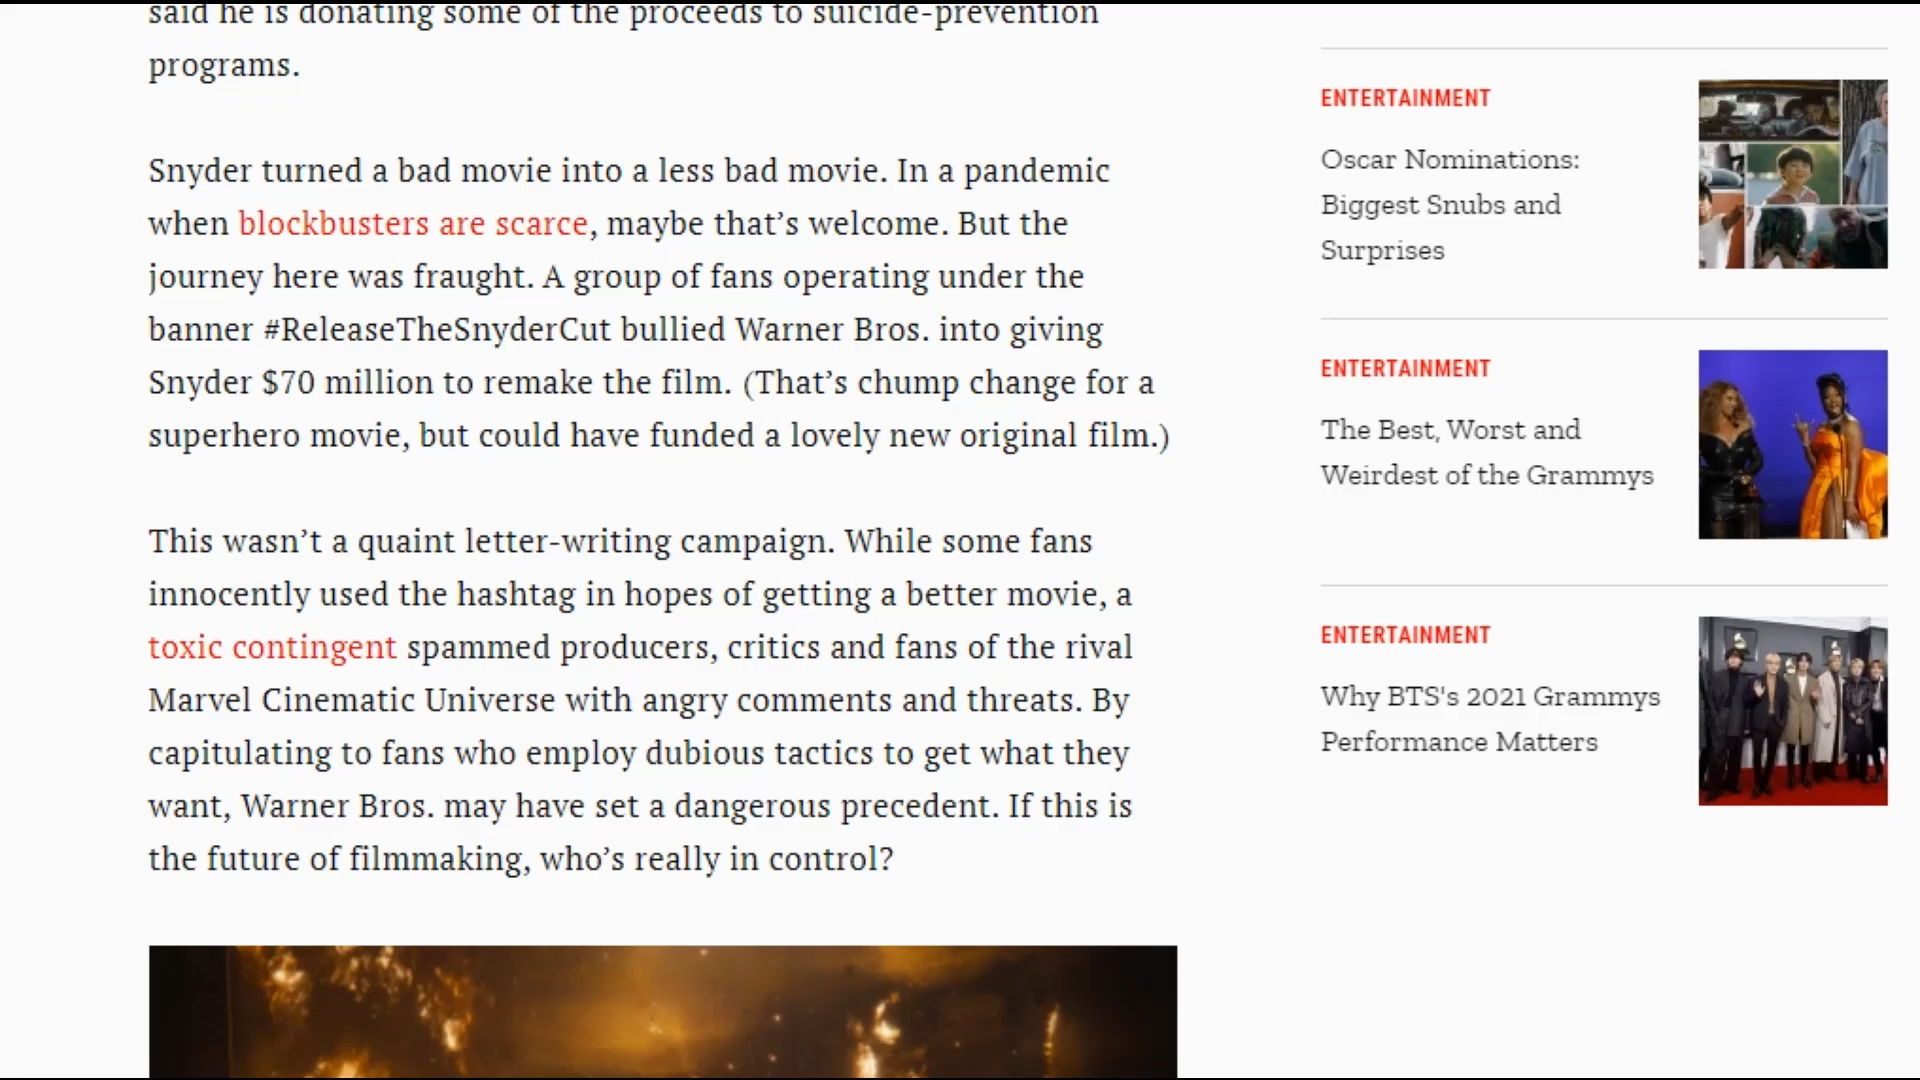 said he is donating some of the proceeds to suicide-prevention
programs.
Snyder turned a bad movie into a less bad movie. In a pandemic
when blockbusters are scarce, maybe that’s welcome. But the
journey here was fraught. A group of fans operating under the
banner #ReleaseTheSnyderCut bullied Warner Bros. into giving
Snyder $70 million to remake the film. (That’s chump change for a
superhero movie, but could have funded a lovely new original film.)
This wasn’t a quaint letter-writing campaign. While some fans
innocently used the hashtag in hopes of getting a better movie, a
toxic contingent spammed producers, critics and fans of the rival
Marvel Cinematic Universe with angry comments and threats. By
capitulating to fans who employ dubious tactics to get what they
want, Warner Bros. may have set a dangerous precedent. If this is
the future of filmmaking, who’s really in control?
ENTERTAINMENT
Oscar Nominations:
Biggest Snubs and
Surprises
ENTERTAINMENT
The Best, Worst and
Weirdest of the Grammys
ENTERTAINMENT
Why BTS's 2021 Grammys
Performance Matters